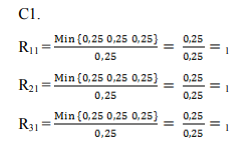 C1.
R11 = Min {0,25 0,25 0,25} / 0,25 = 0,25 / 0,25 = 1
R21 = Min {0,25 0,25 0,25} / 0,25 = 0,25 / 0,25 = 1
R31 = Min {0,25 0,25 0,25} / 0,25 = 0,25 / 0,25 = 1